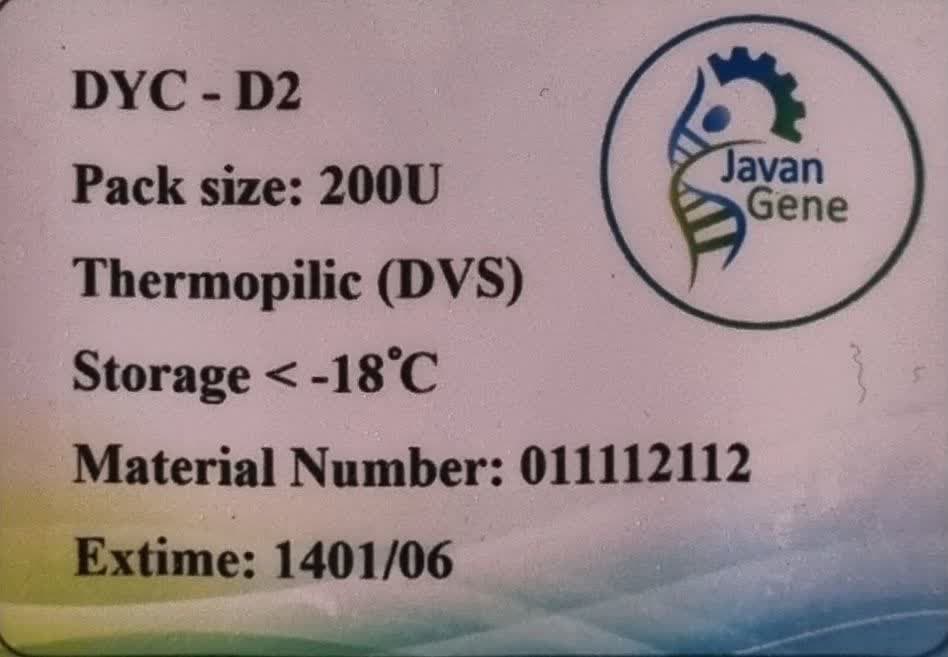 DYC - D2
Pack size: 200U
Thermopilic (DVS)
Storage < -18°C
Material Number: 011112112
Extime: 1401/06
Javan
Gene